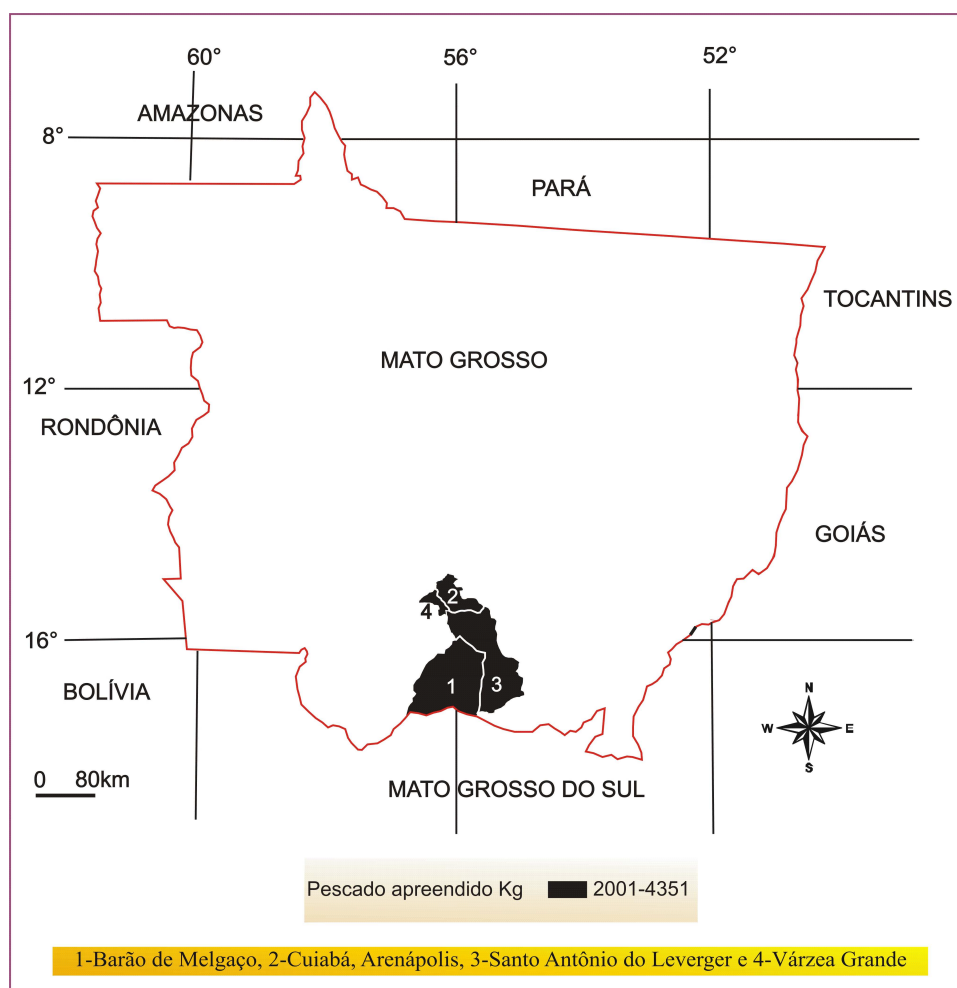 60° 56° 52°
AMAZONAS
8°
PARÁ
TOCANTINS
MATO GROSSO
12°
RONDÔNIA
GOIÁS
2
4
16°
1 3
BOLÍVIA
N
W E
S
0 80km
MATO GROSSO DO SUL
Pescado apreendido Kg 2001-4351
1-Barão de Melgaço, 2-Cuiabá, Arenápolis, 3-Santo Antônio do Leverger e 4-Várzea Grande